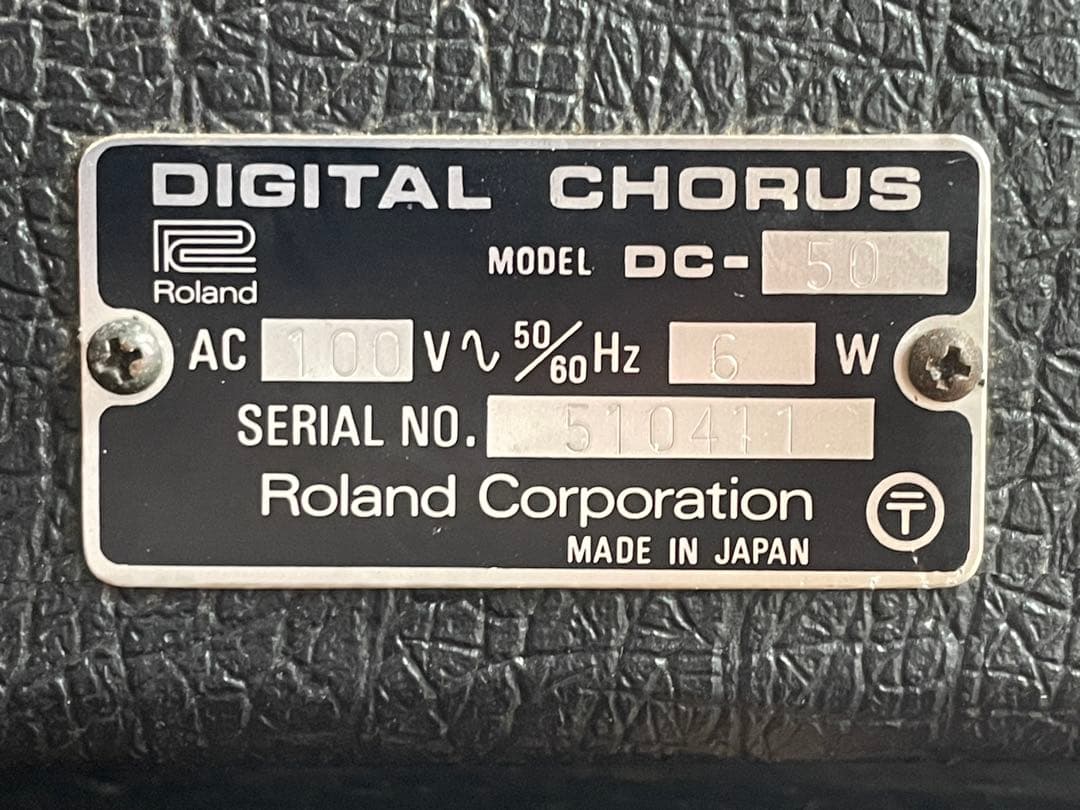 DIGITAL CHORUS
Roland
MODEL DC-50
AC 100 V∿ 50/60 Hz 6 W
SERIAL NO. 510411
Roland Corporation
〒
MADE IN JAPAN